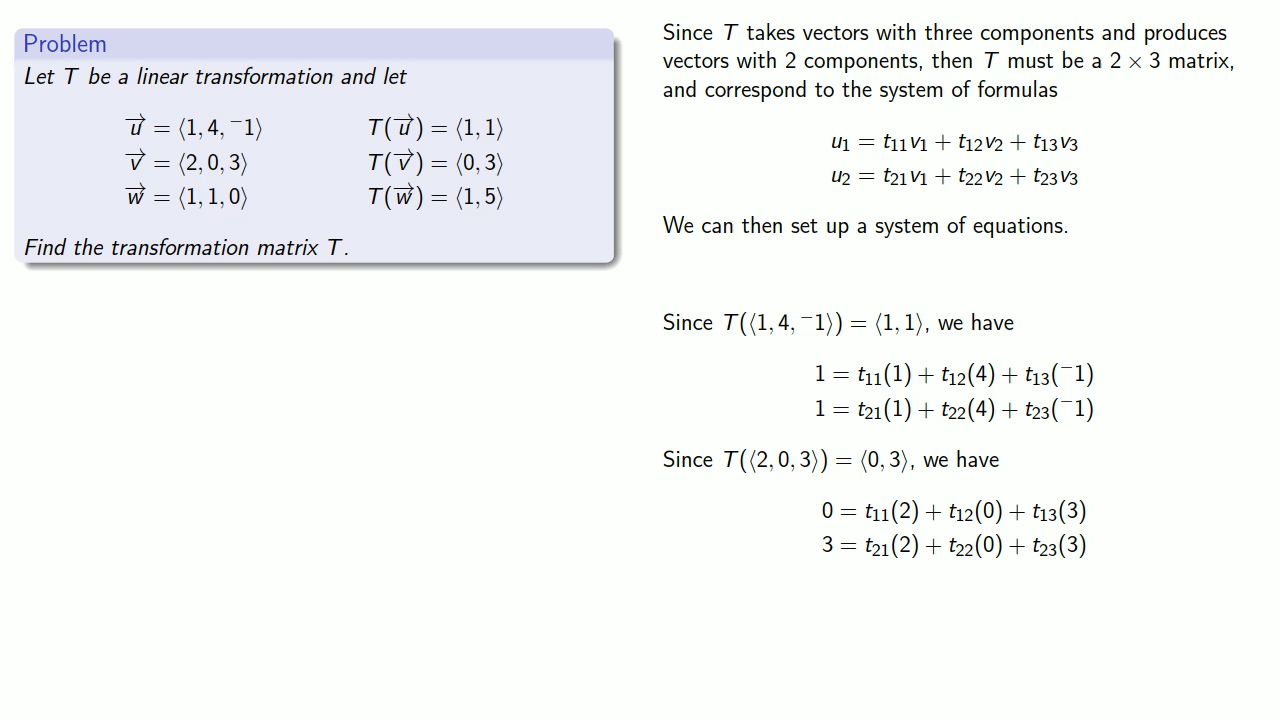 Problem
Let T be a linear transformation and let
u⃗ = ⟨1, 4, ⁻1⟩ T(u⃗) = ⟨1, 1⟩
v⃗ = ⟨2, 0, 3⟩ T(v⃗) = ⟨0, 3⟩
w⃗ = ⟨1, 1, 0⟩ T(w⃗) = ⟨1, 5⟩
Find the transformation matrix T.
Since T takes vectors with three components and produces
vectors with 2 components, then T must be a 2 × 3 matrix,
and correspond to the system of formulas
u₁ = t₁₁v₁ + t₁₂v₂ + t₁₃v₃
u₂ = t₂₁v₁ + t₂₂v₂ + t₂₃v₃
We can then set up a system of equations.
Since T(⟨1, 4, ⁻1⟩) = ⟨1, 1⟩, we have
1 = t₁₁(1) + t₁₂(4) + t₁₃(⁻1)
1 = t₂₁(1) + t₂₂(4) + t₂₃(⁻1)
Since T(⟨2, 0, 3⟩) = ⟨0, 3⟩, we have
0 = t₁₁(2) + t₁₂(0) + t₁₃(3)
3 = t₂₁(2) + t₂₂(0) + t₂₃(3)